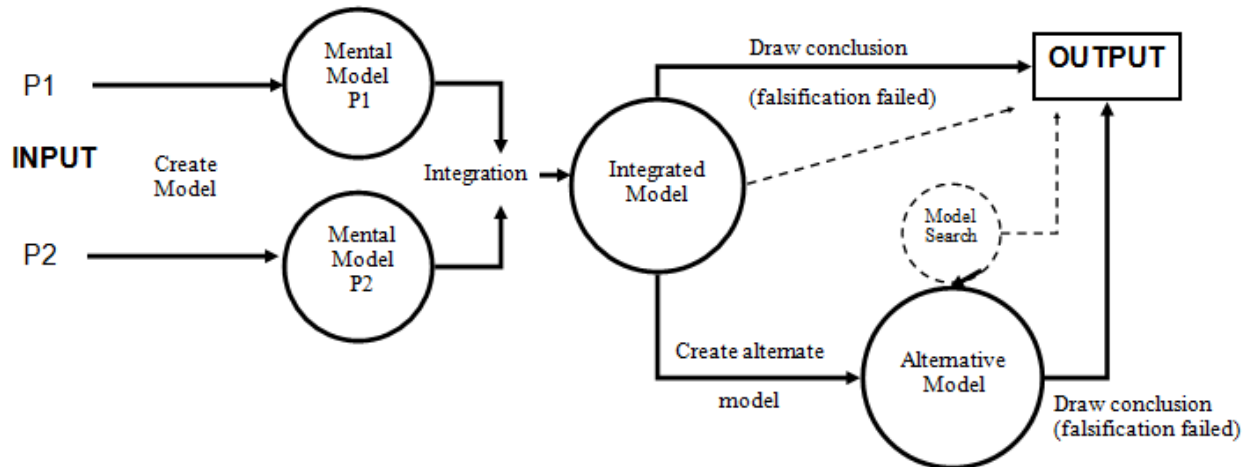 P1
INPUT
P2
Create
Model
Mental
Model
P1
Mental
Model
P2
Integration
Integrated
Model
Draw conclusion
(falsification failed)
OUTPUT
Model
Search
Create alternate
model
Alternative
Model
Draw conclusion
(falsification failed)